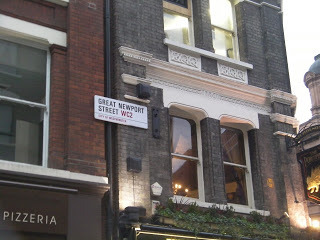 GREAT NEWPORT
STREET WC2
CITY OF WESTMINSTER
PIZZERIA